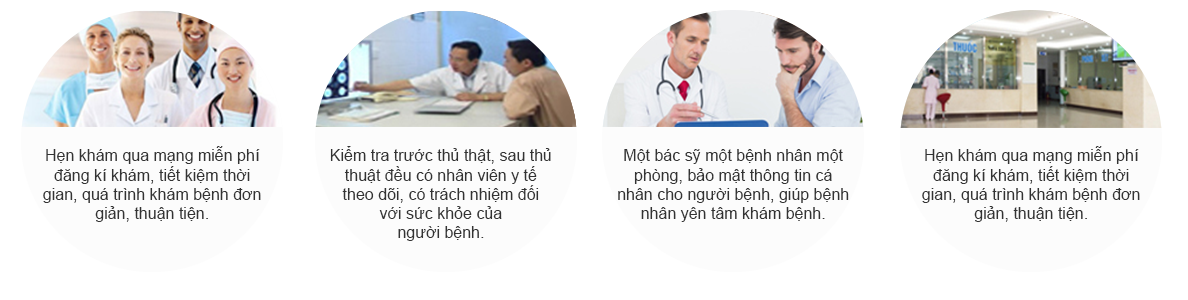 Hẹn khám qua mạng miễn phí
đăng kí khám, tiết kiệm thời
gian, quá trình khám bệnh đơn
giản, thuận tiện.
Kiểm tra trước thủ thật, sau thủ
thuật đều có nhân viên y tế
theo dõi, có trách nhiệm đối
với sức khỏe của
người bệnh.
Một bác sỹ một bệnh nhân một
phòng, bảo mật thông tin cá
nhân cho người bệnh, giúp bệnh
nhân yên tâm khám bệnh.
THUỐC
Hẹn khám qua mạng miễn phí
đăng kí khám, tiết kiệm thời
gian, quá trình khám bệnh đơn
giản, thuận tiện.